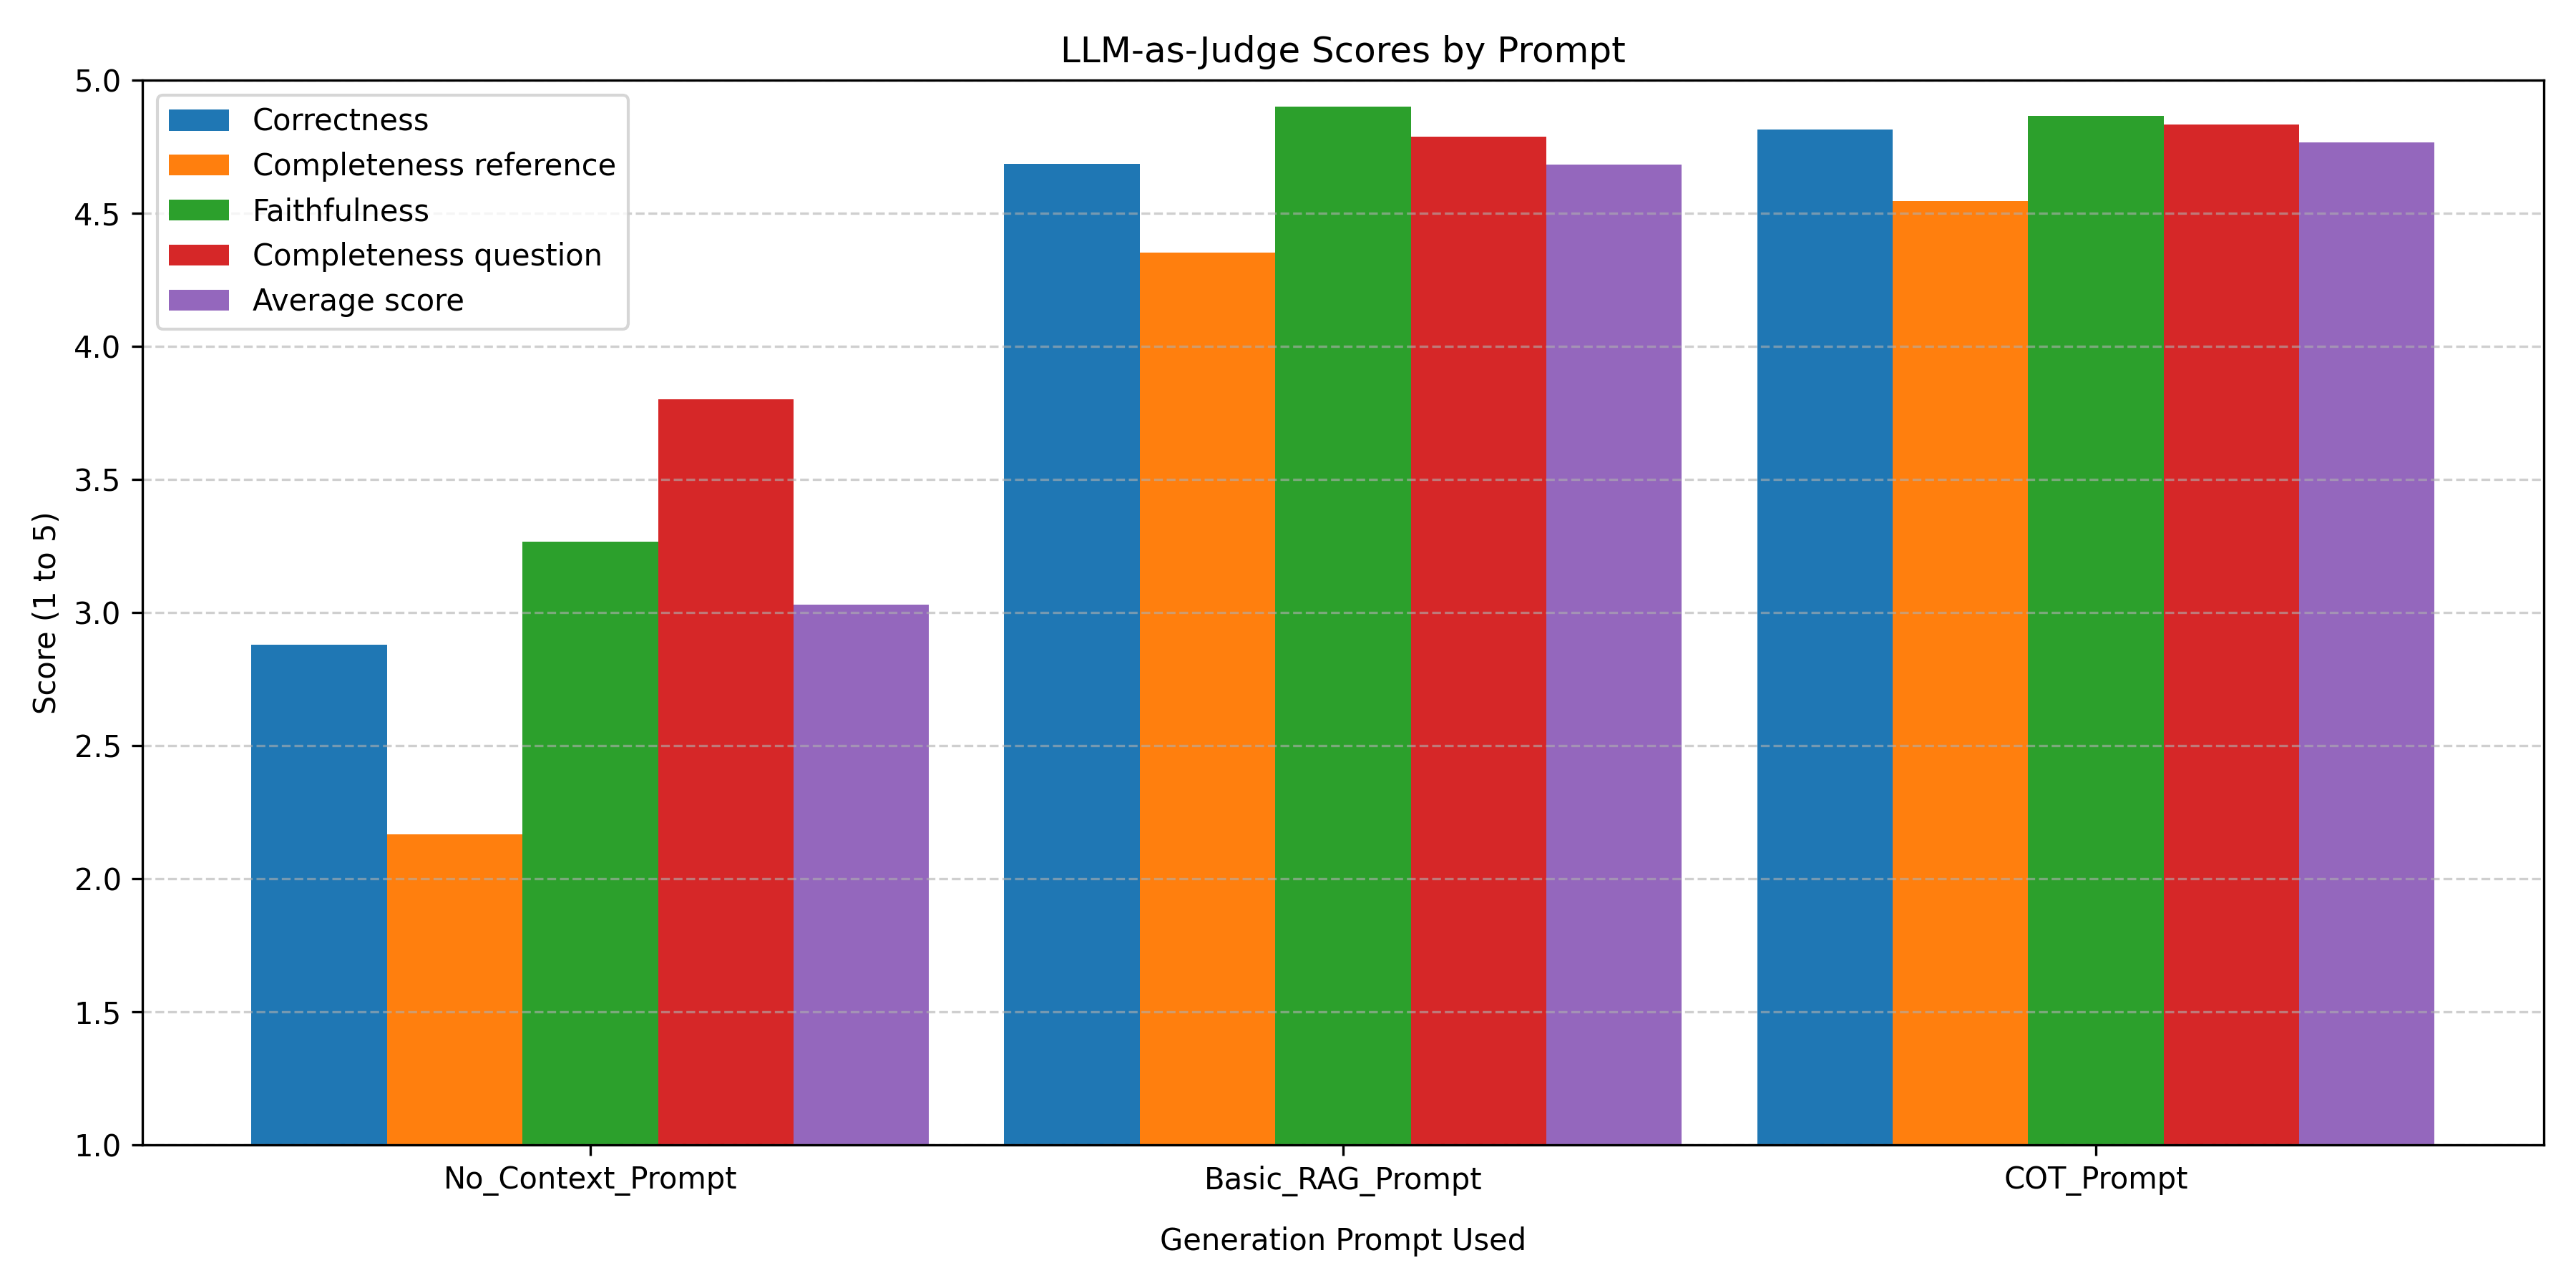 LLM-as-Judge Scores by Prompt
5.0
4.5
4.0
3.5
3.0
2.5
2.0
1.5
1.0
Score (1 to 5)
Correctness
Completeness reference
Faithfulness
Completeness question
Average score
No_Context_Prompt
Basic_RAG_Prompt
COT_Prompt
Generation Prompt Used